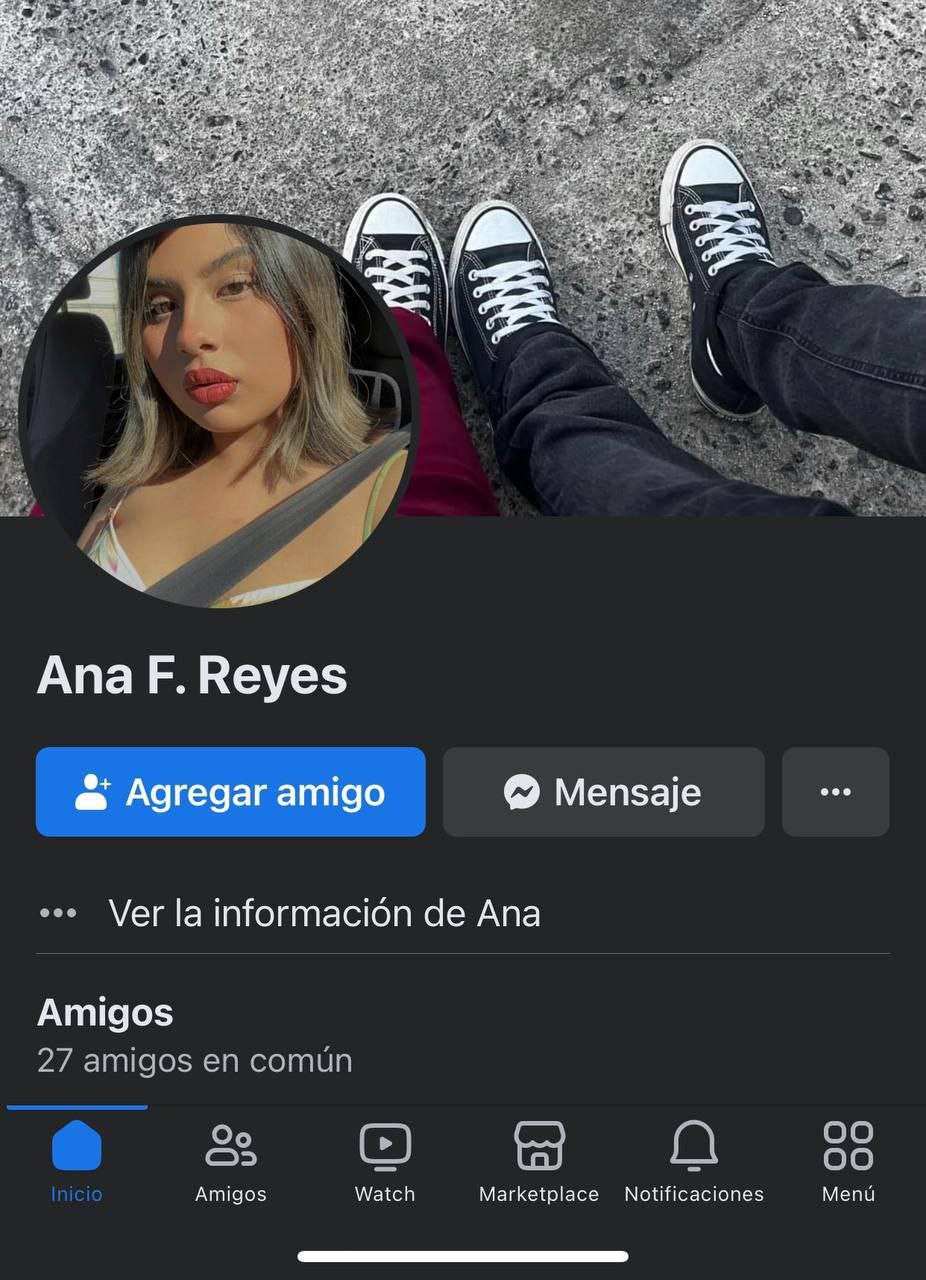 Ana F. Reyes
Agregar amigo
Mensaje
Ver la información de Ana
Amigos
27 amigos en común
Inicio
Amigos
Watch
Marketplace
Notificaciones
Menú